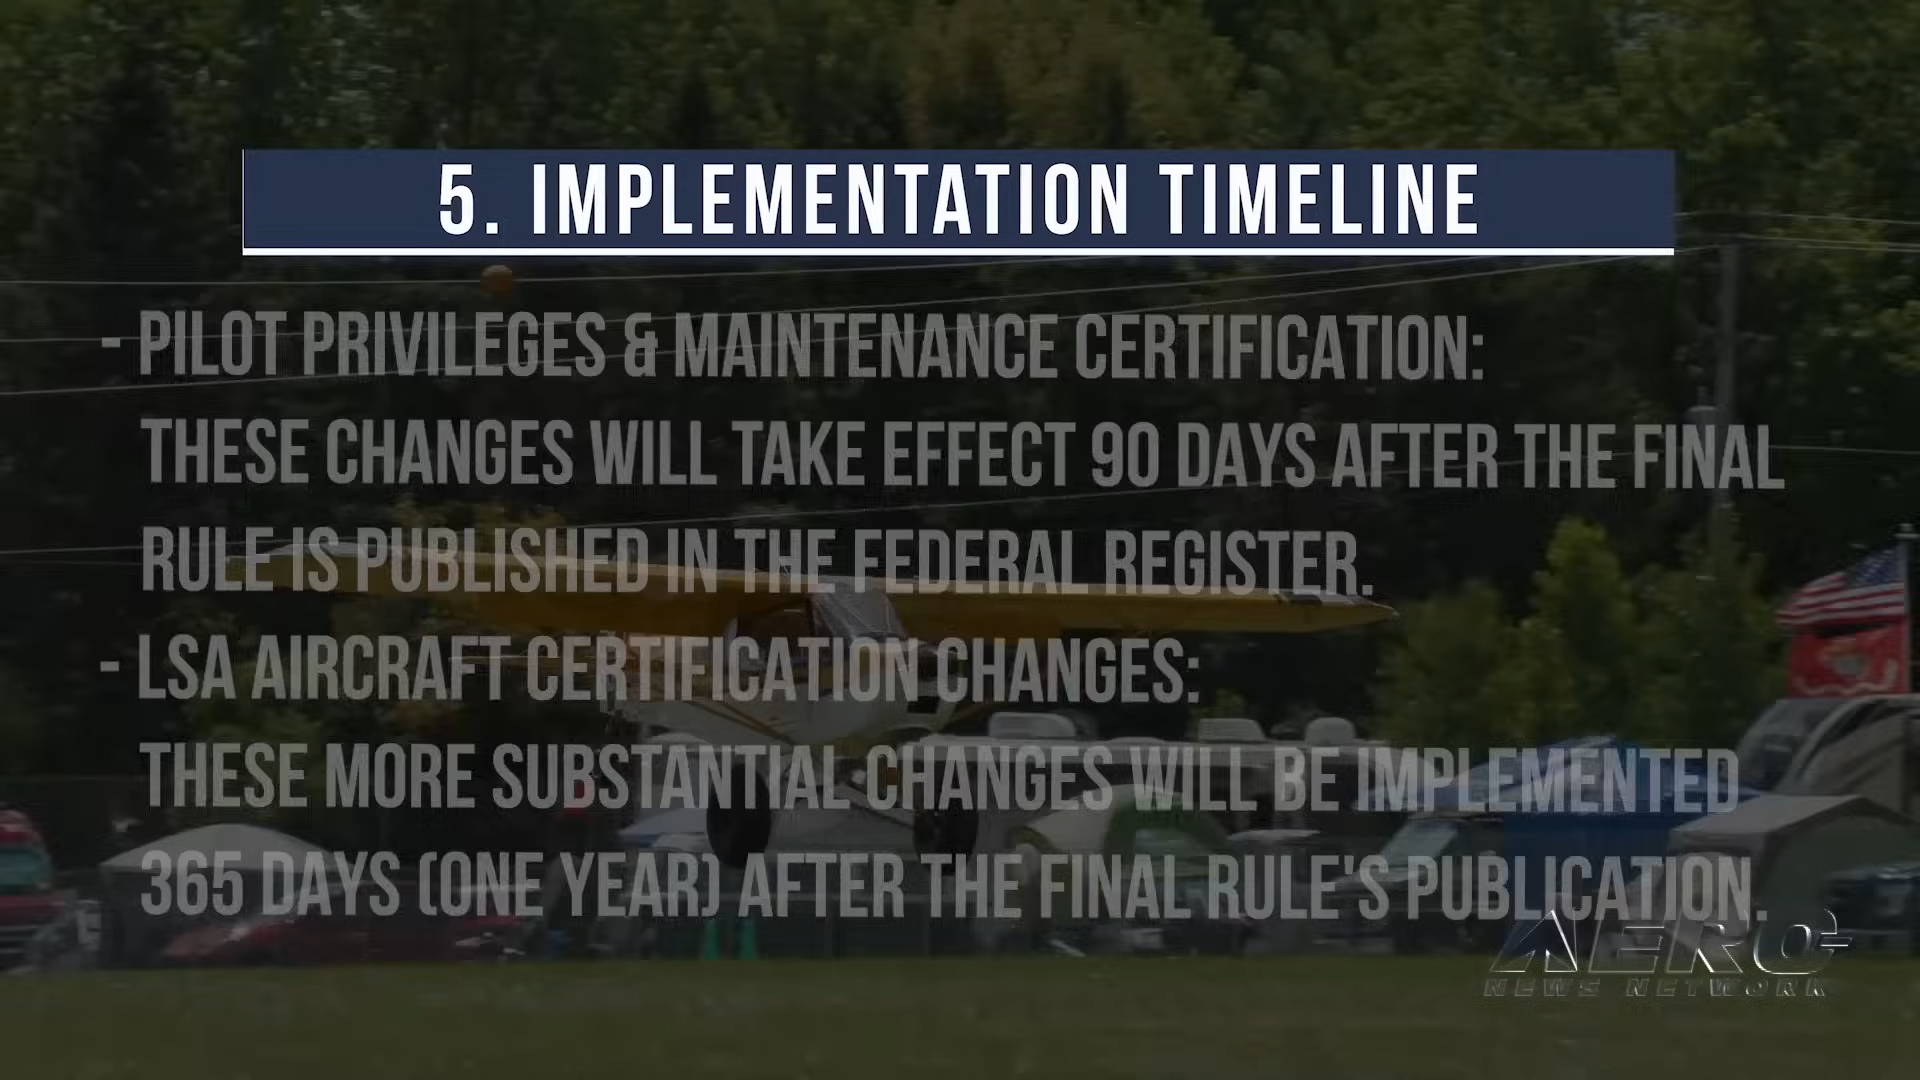 5. IMPLEMENTATION TIMELINE
- PILOT PRIVILEGES & MAINTENANCE CERTIFICATION:
THESE CHANGES WILL TAKE EFFECT 90 DAYS AFTER THE FINAL
RULE IS PUBLISHED IN THE FEDERAL REGISTER.
- LSA AIRCRAFT CERTIFICATION CHANGES:
THESE MORE SUBSTANTIAL CHANGES WILL BE IMPLEMENTED
365 DAYS (ONE YEAR) AFTER THE FINAL RULE'S PUBLICATION.
AERO
NEWS NETWORK